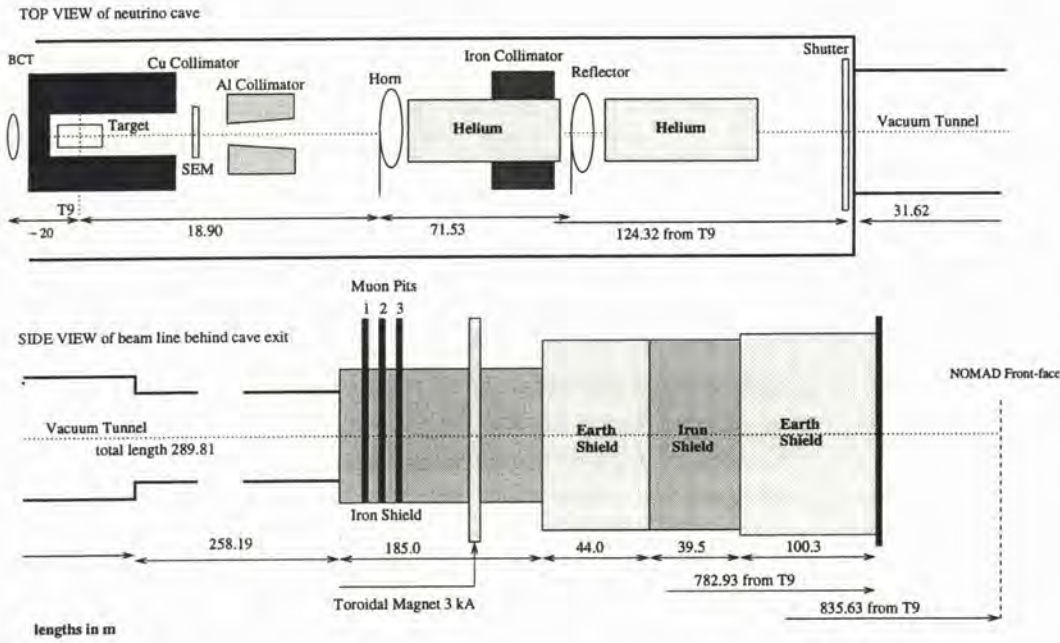 TOP VIEW of neutrino cave
BCT
Cu Collimator
Al Collimator
Horn
Iron Collimator
Reflector
Shutter
Target
Helium
Helium
Vacuum Tunnel
SEM
T9
~ 20
18.90
71.53
124.32 from T9
31.62
Muon Pits
1 2 3
SIDE VIEW of beam line behind cave exit
NOMAD Front-face
Vacuum Tunnel
total length 289.81
Earth
Shield
Iron
Shield
Earth
Shield
Iron Shield
258.19
185.0
44.0
39.5
100.3
782.93 from T9
Toroidal Magnet 3 kA
835.63 from T9
lengths in m